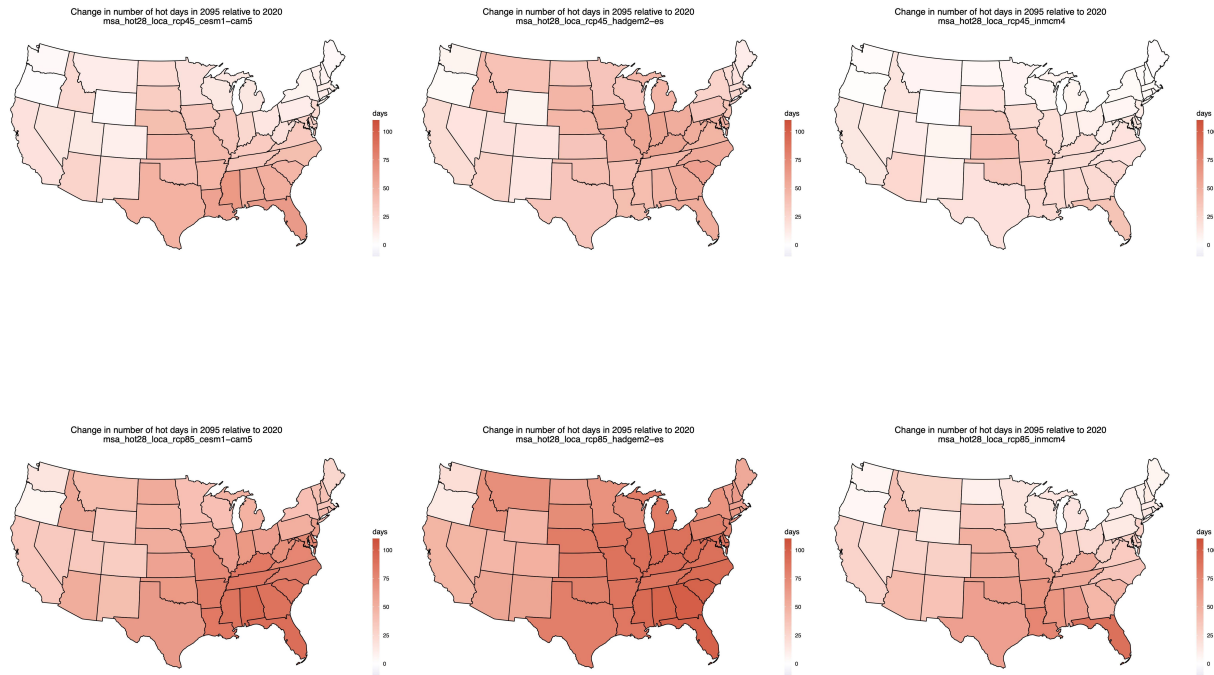 Change in number of hot days in 2095 relative to 2020
msa_hot28_loca_rcp45_cesm1-cam5
days
100
75
50
25
0
Change in number of hot days in 2095 relative to 2020
msa_hot28_loca_rcp45_hadgem2-es
days
100
75
50
25
0
Change in number of hot days in 2095 relative to 2020
msa_hot28_loca_rcp45_inmcm4
days
10
75
50
25
0
Change in number of hot days in 2095 relative to 2020
msa_hot28_loca_rcp85_cesm1-cam5
days
100
75
50
25
0
Change in number of hot days in 2095 relative to 2020
msa_hot28_loca_rcp85_hadgem2-es
days
100
75
50
25
0
Change in number of hot days in 2095 relative to 2020
msa_hot28_loca_rcp85_inmcm4
days
10
75
50
25
0